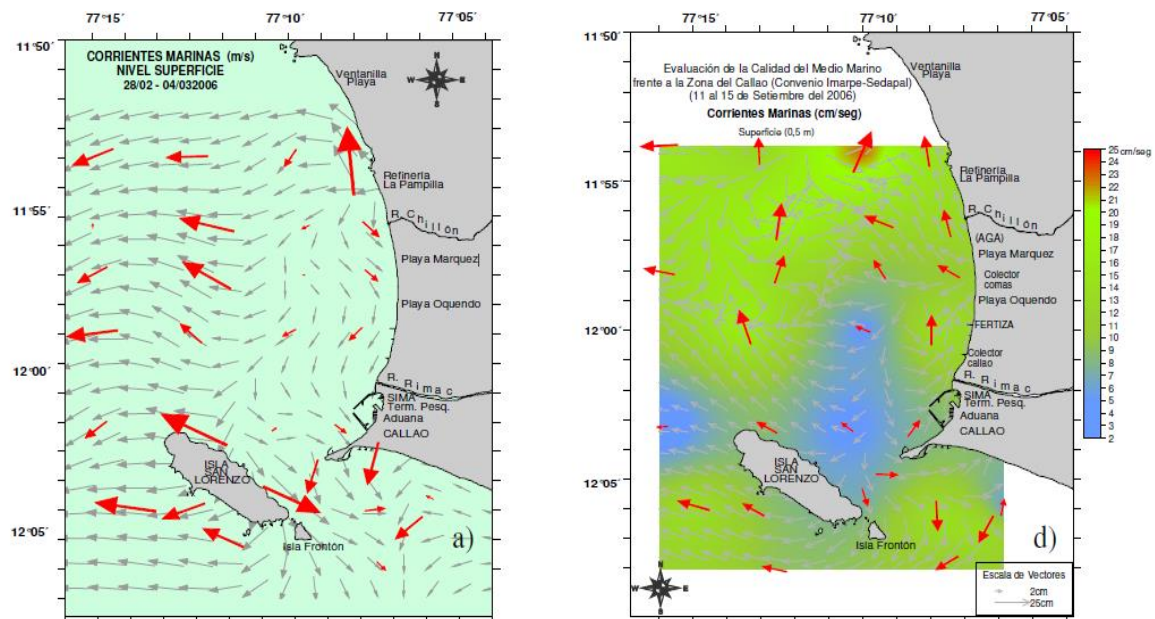 77°15´ 77°10´ 77°05´
11°50´
CORRIENTES MARINAS (m/s)
NIVEL SUPERFICIE
28/02 - 04/032006
N
W E
S
Ventanilla
Playa
Refinería
La Pampilla
11°55´
R. Chillón
Playa Marquez
Playa Oquendo
12°00´
R. Rimac
SIMA
Term. Pesq.
Aduana
CALLAO
ISLA
SAN
LORENZO
12°05´
Isla Frontón
a)
77°15´ 77°10´ 77°05´
11°50´
Evaluación de la Calidad del Medio Marino
frente a la Zona del Callao (Convenio Imarpe-Sedapal)
(11 al 15 de Setiembre del 2006)
Corrientes Marinas (cm/seg)
Superficie (0,5 m)
Ventanilla
Playa
Refinería
La Pampilla
11°55´
R. Chillón
(AGA)
Playa Marquez
Colector
comas
Playa Oquendo
12°00´
FERTIZA
Colector
callao
R. Rimac
SIMA
Term. Pesq.
Aduana
CALLAO
ISLA
SAN
LORENZO
12°05´
Isla Frontón
d)
N
W E
S
Escala de Vectores
2cm
25cm
25 cm/seg
24
23
22
21
20
19
18
17
16
15
14
13
12
11
10
9
8
7
6
5
4
3
2